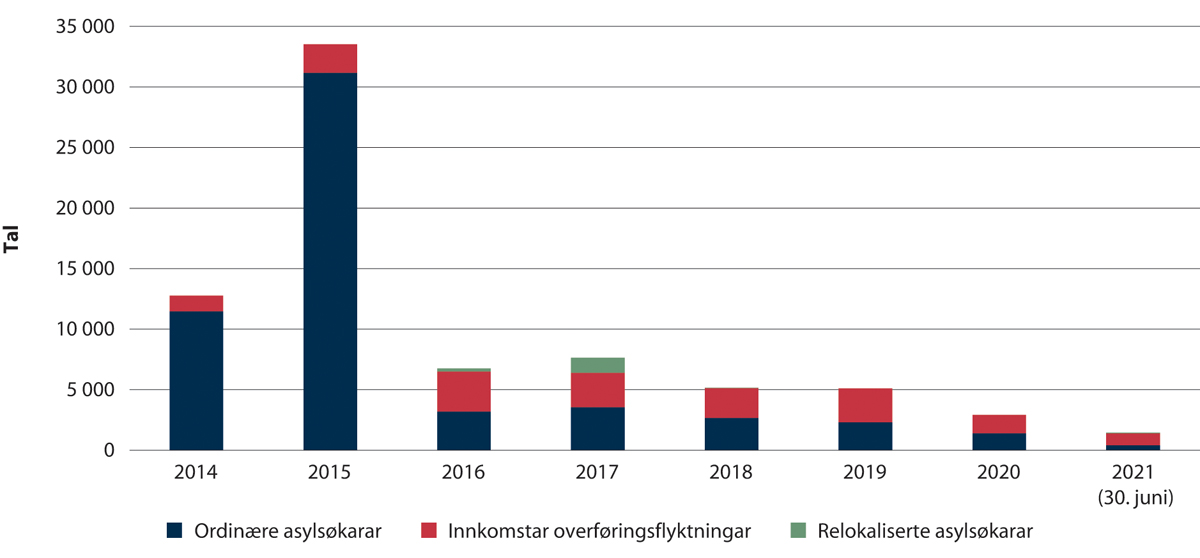 35 000
30 000
25 000
20 000
15 000
10 000
5 000
0
Tal
2014 2015 2016 2017 2018 2019 2020 2021
(30. juni)
Ordinære asylsøkarar Innkomstar overføringsflyktningar Relokaliserte asylsøkarar